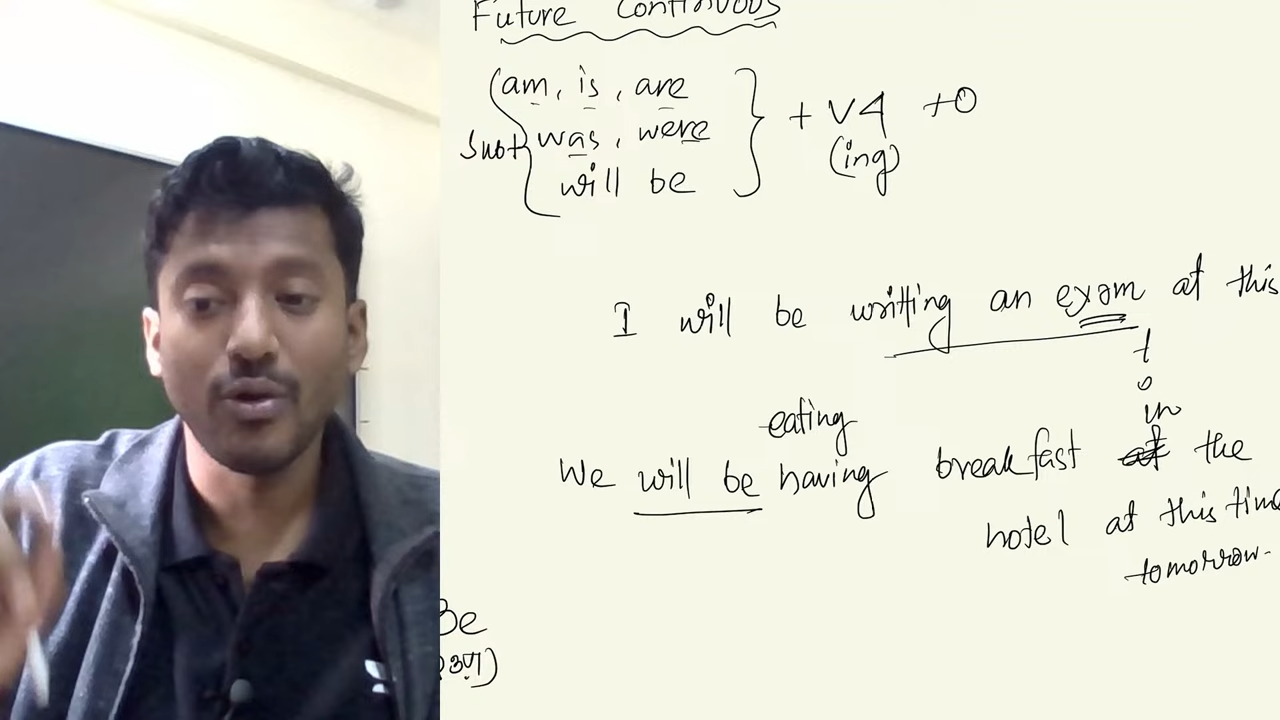 Future Continuous
am, is, are
was, were
will be
+ V4 + O
(ing)
I will be writting an exam at this
t
o
eating
in
We will be having breakfast at the
hotel at this time
tomorrow.
Be